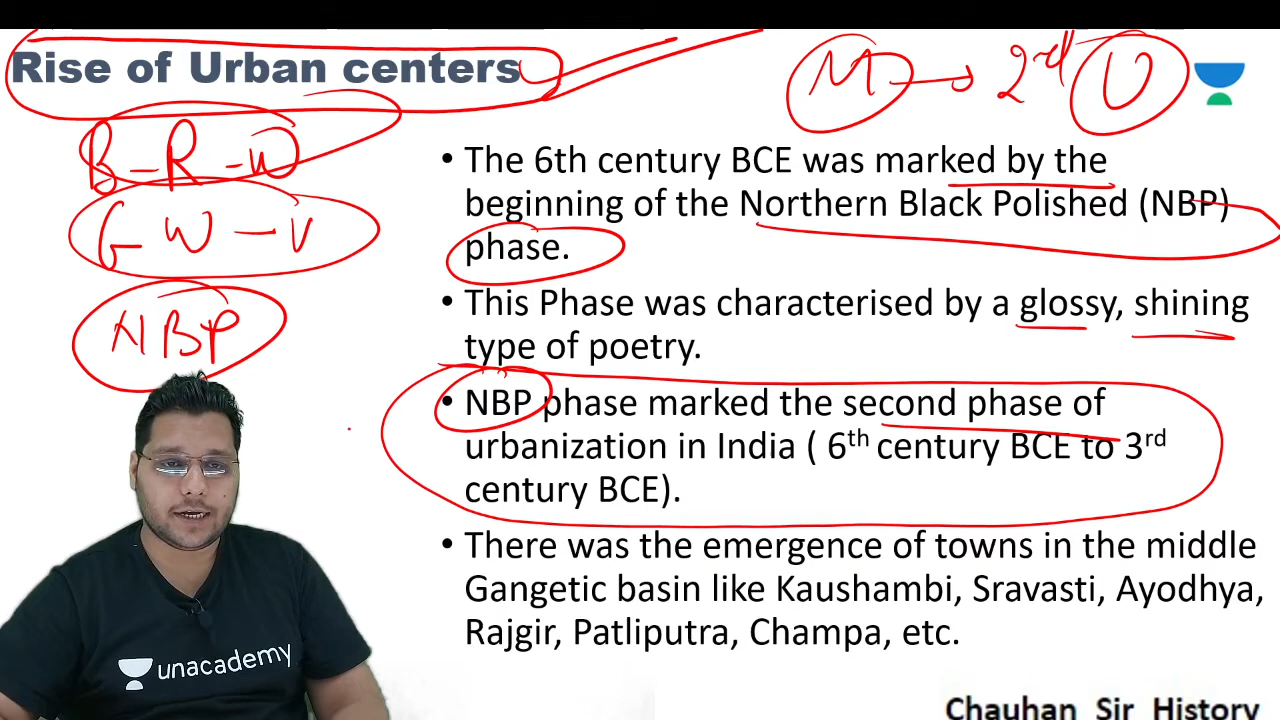 Rise of Urban centers
M → 2nd U
B-R-W
G W - V
NBP
• The 6th century BCE was marked by the
beginning of the Northern Black Polished (NBP)
phase.
• This Phase was characterised by a glossy, shining
type of poetry.
• NBP phase marked the second phase of
urbanization in India ( 6th century BCE to 3rd
century BCE).
• There was the emergence of towns in the middle
Gangetic basin like Kaushambi, Sravasti, Ayodhya,
Rajgir, Patliputra, Champa, etc.
unacademy
Chauhan Sir History